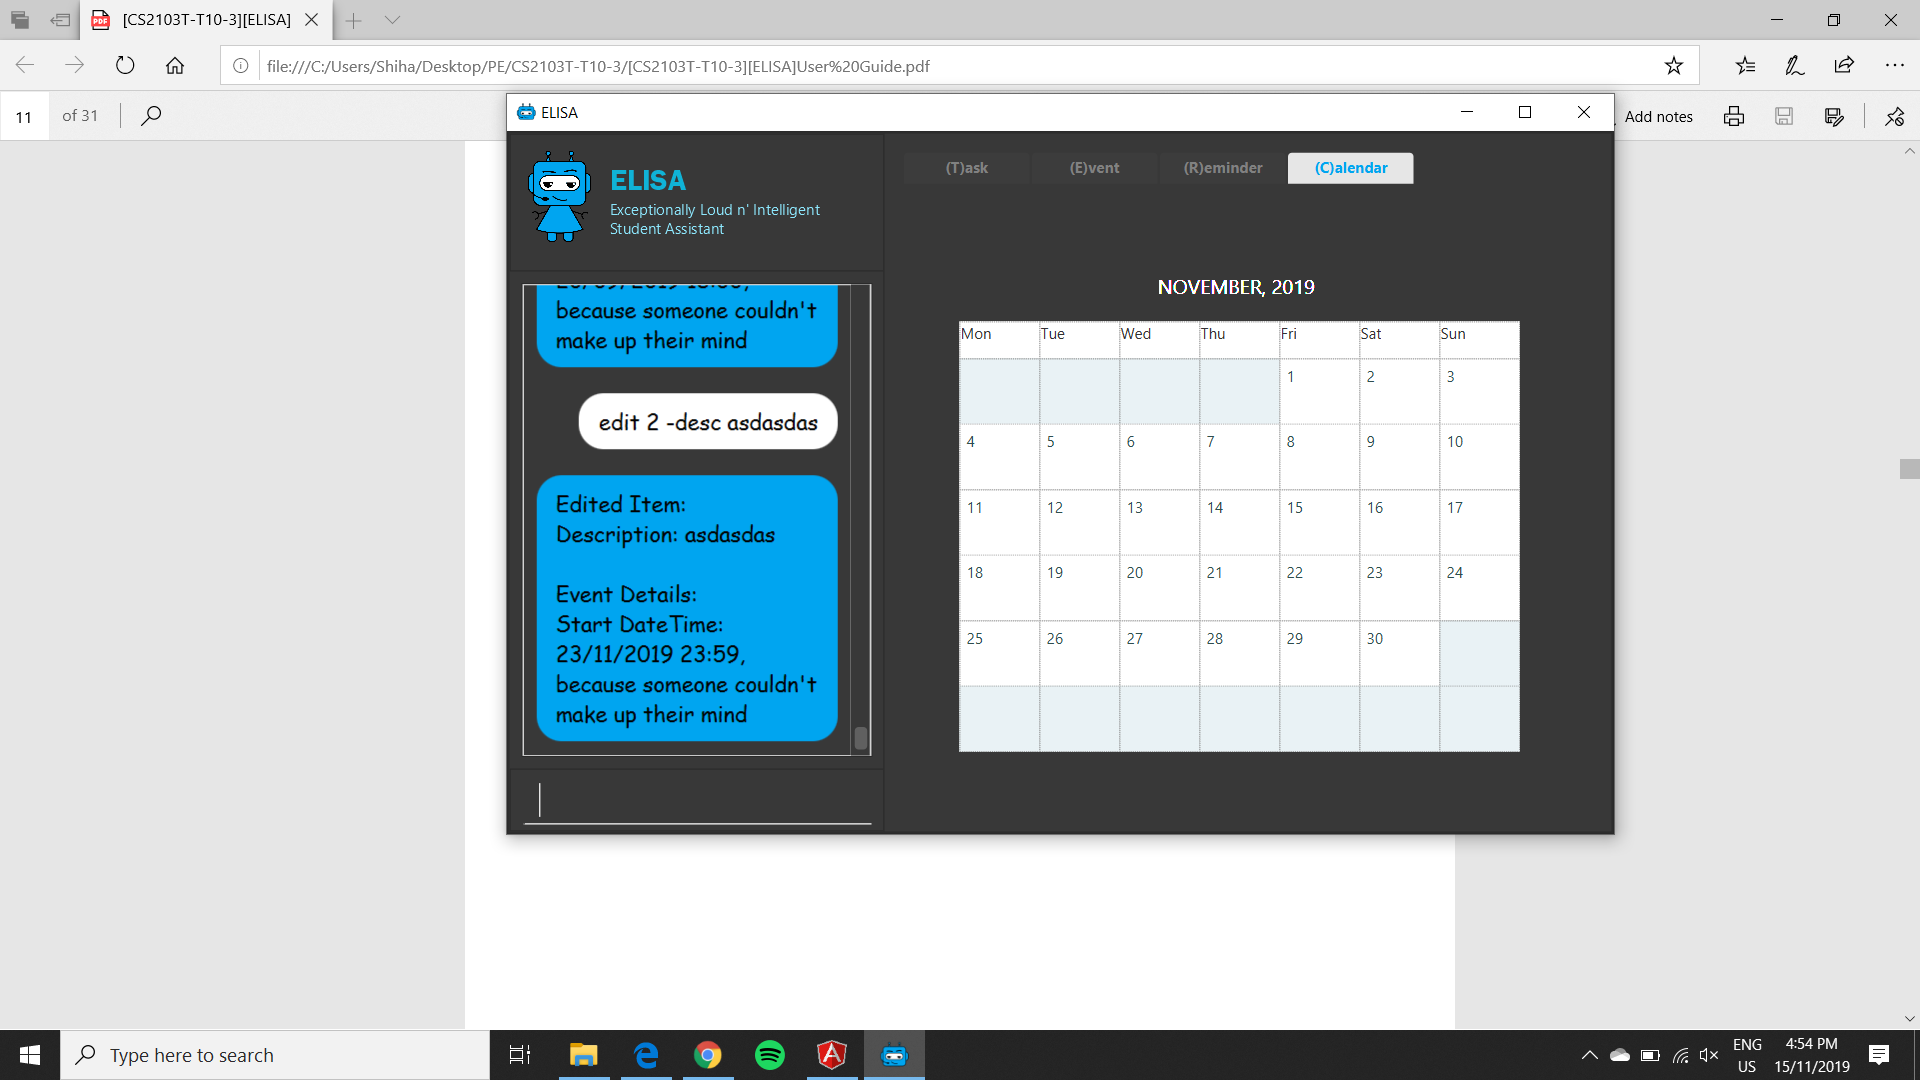 [CS2103T-T10-3][ELISA]
file:///C:/Users/Shiha/Desktop/PE/CS2103T-T10-3/[CS2103T-T10-3][ELISA]User%20Guide.pdf
11 of 31
Add notes
ELISA
ELISA
Exceptionally Loud n' Intelligent
Student Assistant
because someone couldn't
make up their mind
edit 2 -desc asdasdas
Edited Item:
Description: asdasdas
Event Details:
Start DateTime:
23/11/2019 23:59,
because someone couldn't
make up their mind
(T)ask (E)vent (R)eminder (C)alendar
NOVEMBER, 2019
Mon Tue Wed Thu Fri Sat Sun
1 2 3
4 5 6 7 8 9 10
11 12 13 14 15 16 17
18 19 20 21 22 23 24
25 26 27 28 29 30
Type here to search
ENG
US
4:54 PM
15/11/2019